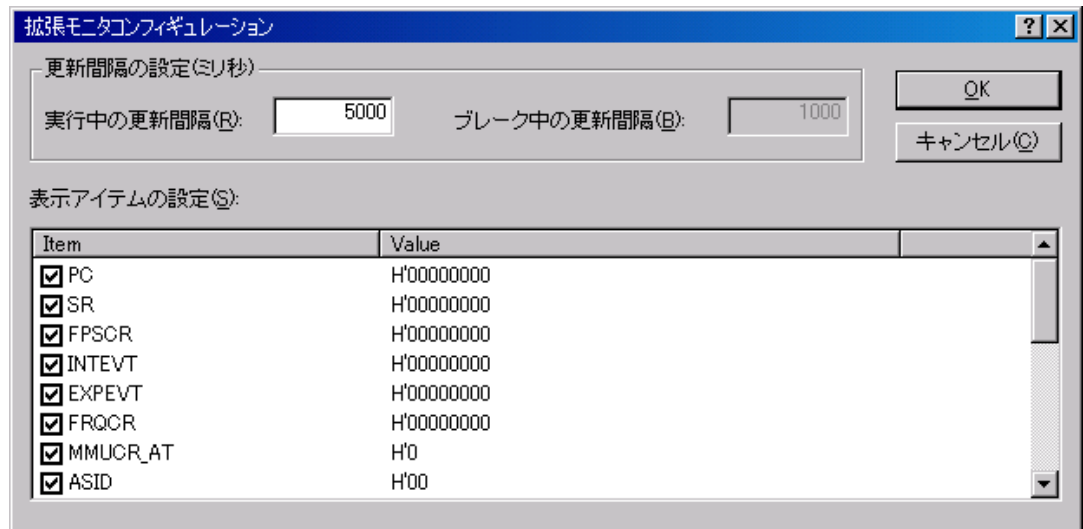 拡張モニタコンフィギュレーション
更新間隔の設定(ミリ秒)
実行中の更新間隔(R): 5000 ブレーク中の更新間隔(B): 1000
OK
キャンセル(C)
表示アイテムの設定(S):
Item Value
PC H'00000000
SR H'00000000
FPSCR H'00000000
INTEVT H'00000000
EXPEVT H'00000000
FRQCR H'00000000
MMUCR_AT H'0
ASID H'00